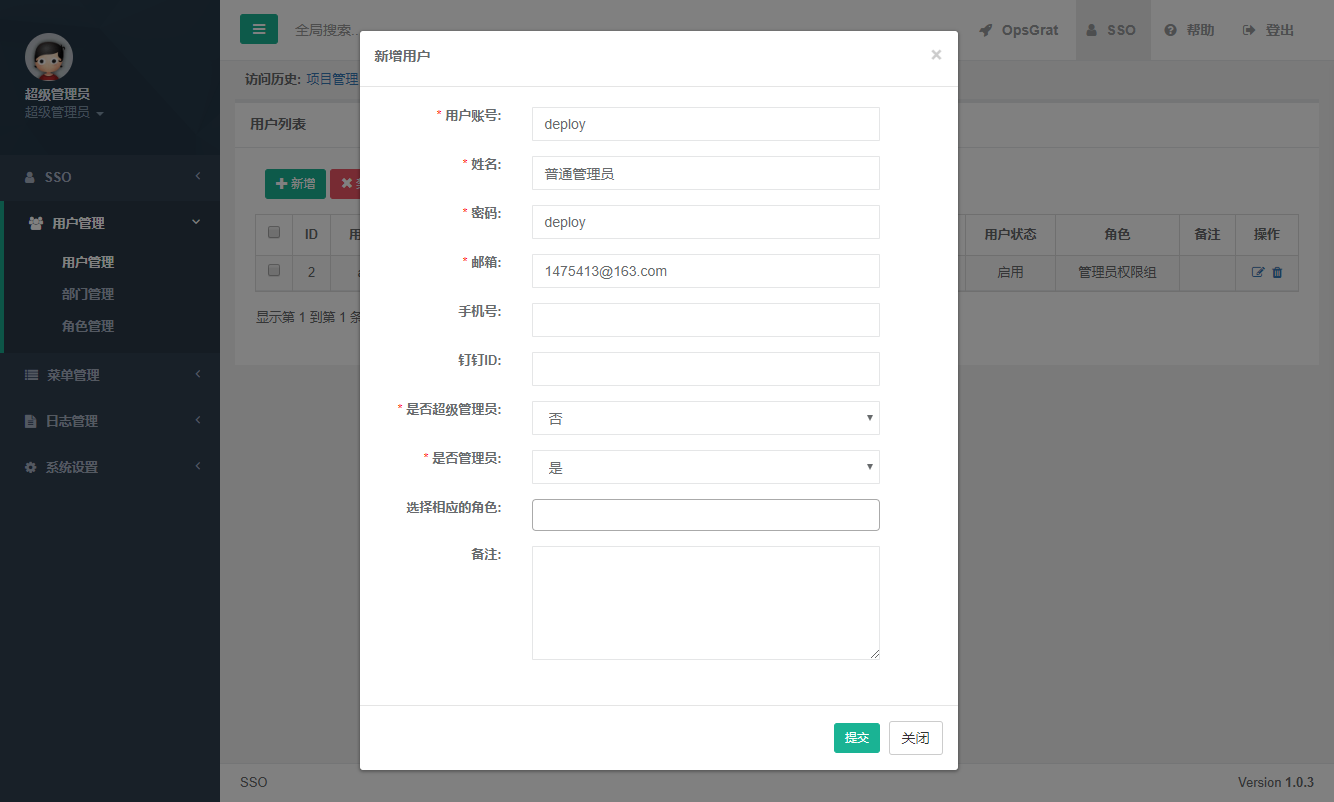 超级管理员
超级管理员
SSO
用户管理
用户管理
部门管理
角色管理
菜单管理
日志管理
系统设置
全局搜索...
OpsGrat
SSO
帮助
登出
访问历史: 项目管理
用户列表
新增
ID
用户状态 角色 备注 操作
2 启用 管理员权限组
显示第 1 到第 1 条
新增用户 ×
* 用户账号: deploy
* 姓名: 普通管理员
* 密码: deploy
* 邮箱: 1475413@163.com
手机号:
钉钉ID:
* 是否超级管理员: 否
* 是否管理员: 是
选择相应的角色:
备注:
提交 关闭
SSO
Version 1.0.3